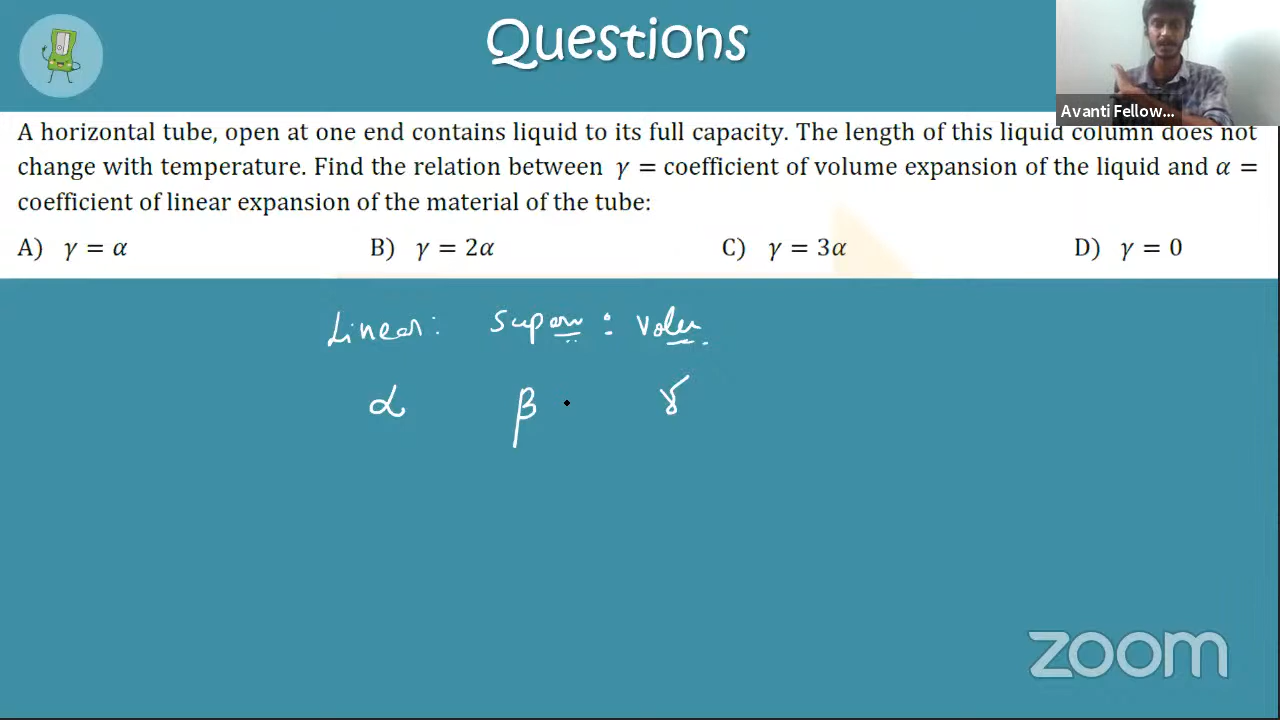 Questions
Avanti Fellow...
A horizontal tube, open at one end contains liquid to its full capacity. The length of this liquid column does not
change with temperature. Find the relation between γ = coefficient of volume expansion of the liquid and α =
coefficient of linear expansion of the material of the tube:
A) γ = α B) γ = 2α C) γ = 3α D) γ = 0
Linear :
α β γ
zoom